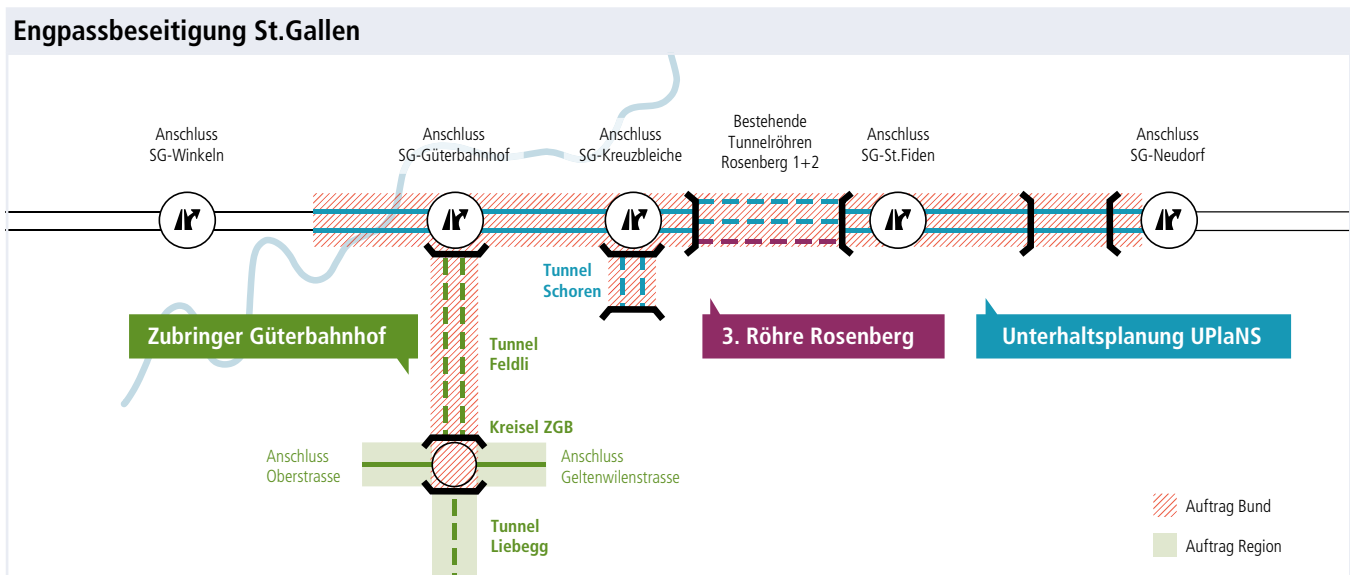 Engpassbeseitigung St.Gallen
Anschluss
SG-Winkeln
Anschluss
SG-Güterbahnhof
Anschluss
SG-Kreuzbleiche
Bestehende
Tunnelröhren
Rosenberg 1+2
Anschluss
SG-St.Fiden
Anschluss
SG-Neudorf
Tunnel
Schoren
Zubringer Güterbahnhof
3. Röhre Rosenberg
Unterhaltsplanung UPlaNS
Tunnel
Feldli
Kreisel ZGB
Anschluss
Oberstrasse
Anschluss
Geltenwilenstrasse
Tunnel
Liebegg
Auftrag Bund
Auftrag Region